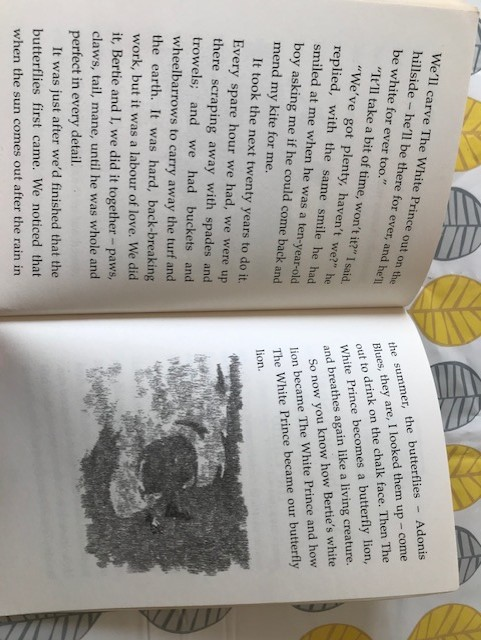 We'll carve The White Prince out on the
hillside – he'll be there for ever, and he'll
be white for ever too."
"It'll take a bit of time, won't it?" I said.
"We've got plenty, haven't we?" he
replied, with the same smile he had
smiled at me when he was a ten-year-old
boy asking me if he could come back and
mend my kite for me.
It took the next twenty years to do it.
Every spare hour we had, we were up
there scraping away with spades and
trowels; and we had buckets and
wheelbarrows to carry away the turf and
the earth. It was hard, back-breaking
work, but it was a labour of love. We did
it, Bertie and I, we did it together – paws,
claws, tail, mane, until he was whole and
perfect in every detail.
It was just after we'd finished that the
butterflies first came. We noticed that
when the sun comes out after the rain in
the summer, the butterflies – Adonis
Blues, they are, I looked them up – come
out to drink on the chalk face. Then The
White Prince becomes a butterfly lion,
and breathes again like a living creature.
So now you know how Bertie's white
lion became The White Prince and how
The White Prince became our butterfly
lion.